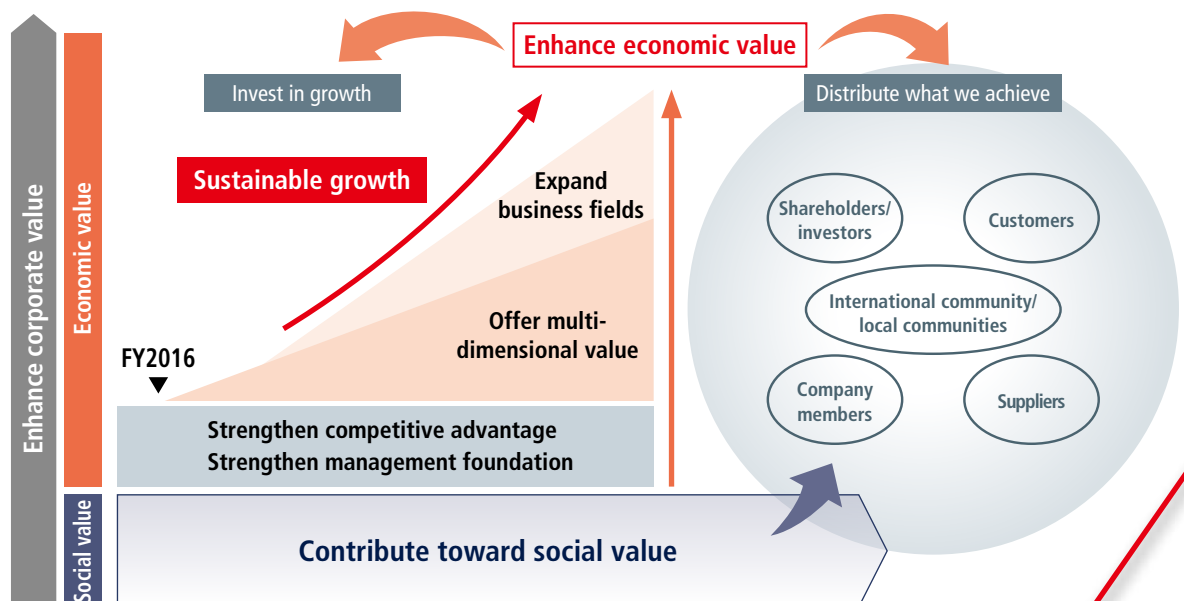 Enhance corporate value
Economic value
Social value
Enhance economic value
Invest in growth
Distribute what we achieve
Sustainable growth
Expand
business fields
Offer multi-
dimensional value
FY2016
Strengthen competitive advantage
Strengthen management foundation
Contribute toward social value
Shareholders/
investors
Customers
International community/
local communities
Company
members
Suppliers